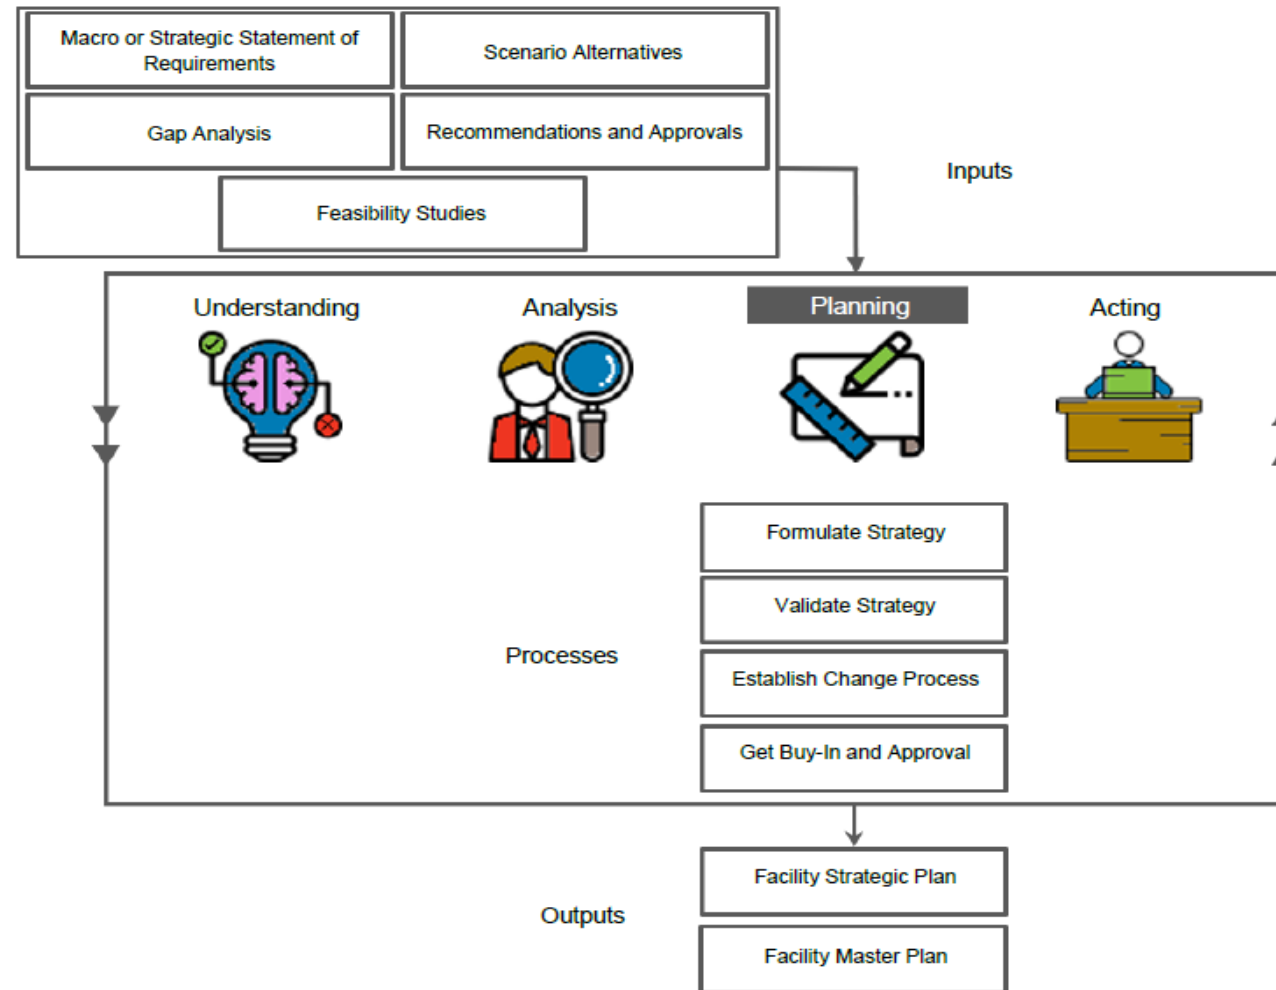 Macro or Strategic Statement of
Requirements
Scenario Alternatives
Gap Analysis
Recommendations and Approvals
Inputs
Feasibility Studies
Understanding
Analysis
Planning
Acting
Formulate Strategy
Validate Strategy
Processes
Establish Change Process
Get Buy-In and Approval
Facility Strategic Plan
Outputs
Facility Master Plan